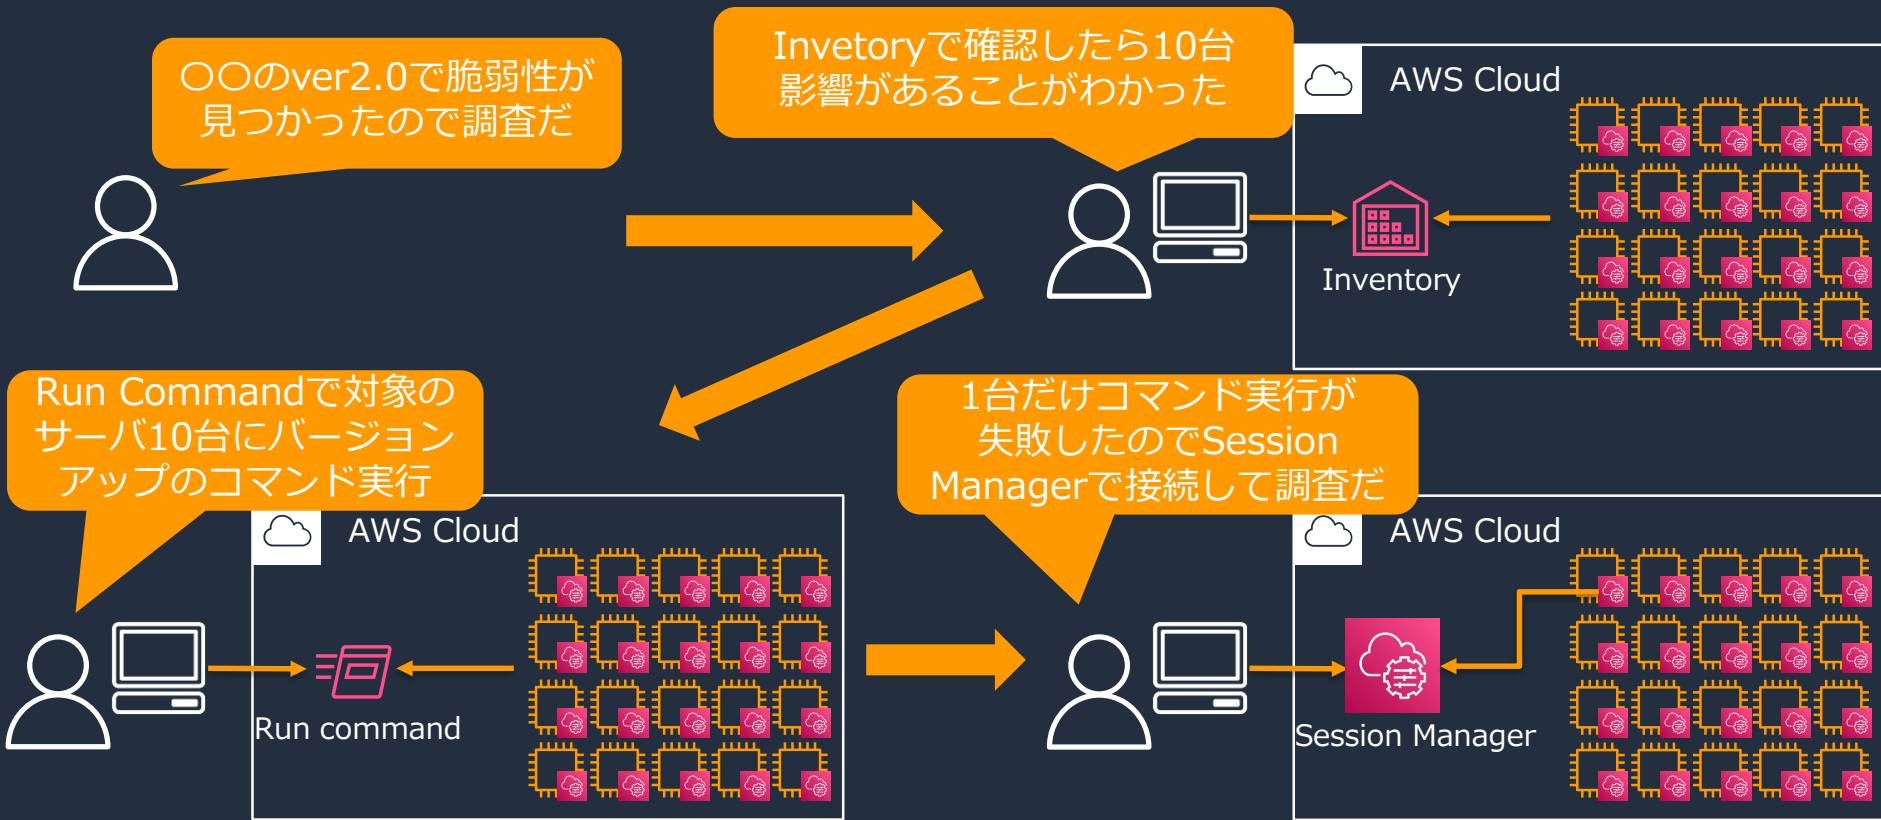 〇〇のver2.0で脆弱性が
見つかったので調査だ
Invetoryで確認したら10台
影響があることがわかった
AWS Cloud
Inventory
Run Commandで対象の
サーバ10台にバージョン
アップのコマンド実行
AWS Cloud
Run command
1台だけコマンド実行が
失敗したのでSession
Managerで接続して調査だ
AWS Cloud
Session Manager